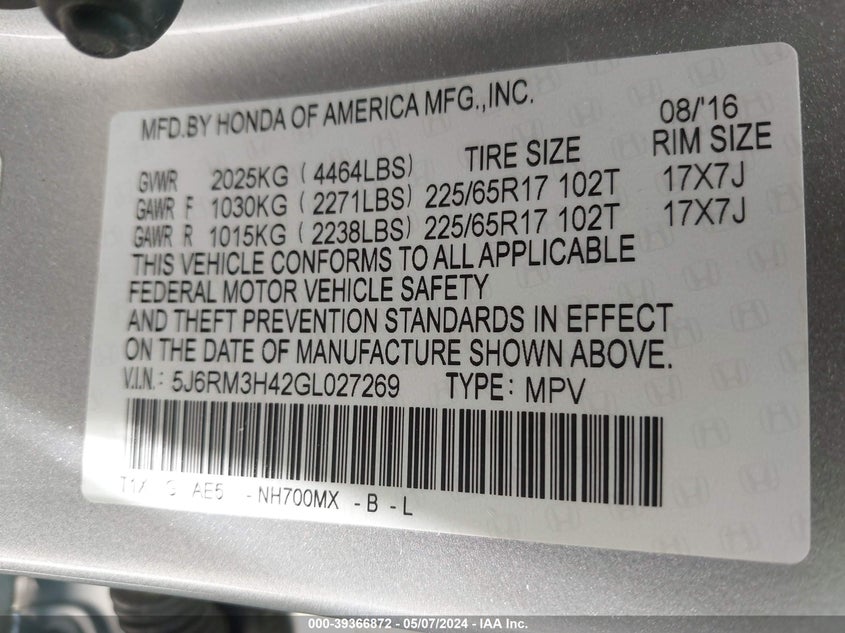 MFD.BY HONDA OF AMERICA MFG.,INC. 08/'16
TIRE SIZE RIM SIZE
GVWR 2025KG ( 4464LBS)
GAWR F 1030KG ( 2271LBS) 225/65R17 102T 17X7J
GAWR R 1015KG ( 2238LBS) 225/65R17 102T 17X7J
THIS VEHICLE CONFORMS TO ALL APPLICABLE
FEDERAL MOTOR VEHICLE SAFETY
AND THEFT PREVENTION STANDARDS IN EFFECT
ON THE DATE OF MANUFACTURE SHOWN ABOVE.
V.I.N.: 5J6RM3H42GL027269 TYPE: MPV
AE5 - NH700MX - B - L
000-39366872 - 05/07/2024 - IAA Inc.